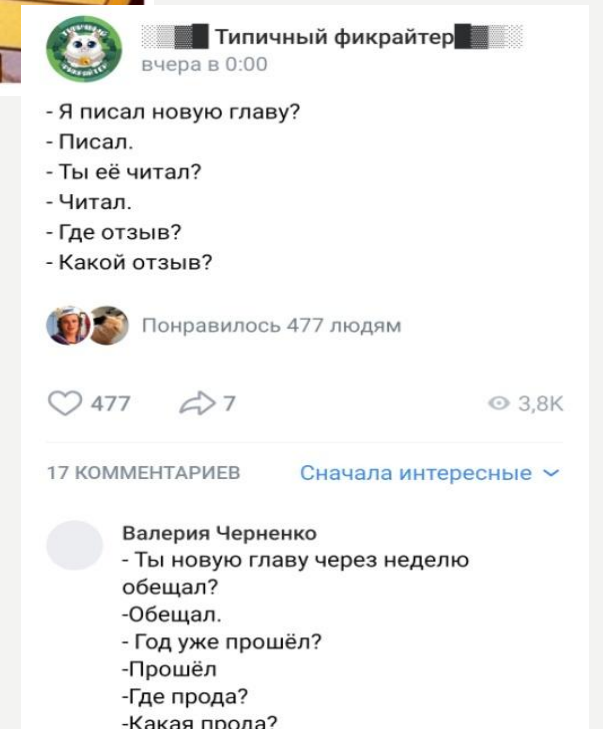 Типичный фикрайтер
вчера в 0:00
- Я писал новую главу?
- Писал.
- Ты её читал?
- Читал.
- Где отзыв?
- Какой отзыв?
Понравилось 477 людям
477 7 3,8K
17 КОММЕНТАРИЕВ Сначала интересные
Валерия Черненко
- Ты новую главу через неделю
обещал?
-Обещал.
- Год уже прошёл?
-Прошёл
-Где прода?
-Какая прода?